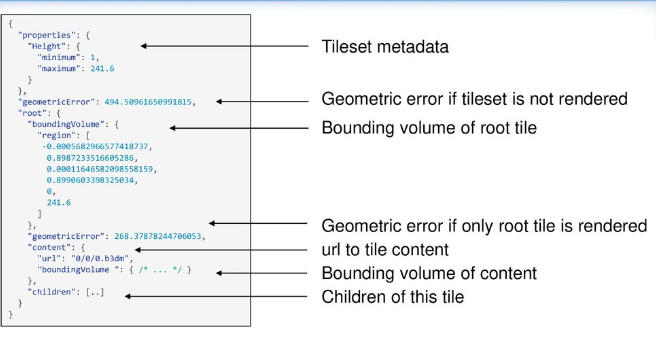 {
"properties": {
"Height": {
"minimum": 1,
"maximum": 241.6
}
},
"geometricError": 494.50961650991815,
"root": {
"boundingVolume": {
"region": [
-0.0005682966577418737,
0.8987233516605286,
0.00011646582098558159,
0.8990603398325034,
0,
241.6
]
},
"geometricError": 268.37878244706053,
"content": {
"url": "0/0/0.b3dm",
"boundingVolume ": { /* ... */ }
},
"children": [..]
}
}
Tileset metadata
Geometric error if tileset is not rendered
Bounding volume of root tile
Geometric error if only root tile is rendered
url to tile content
Bounding volume of content
Children of this tile